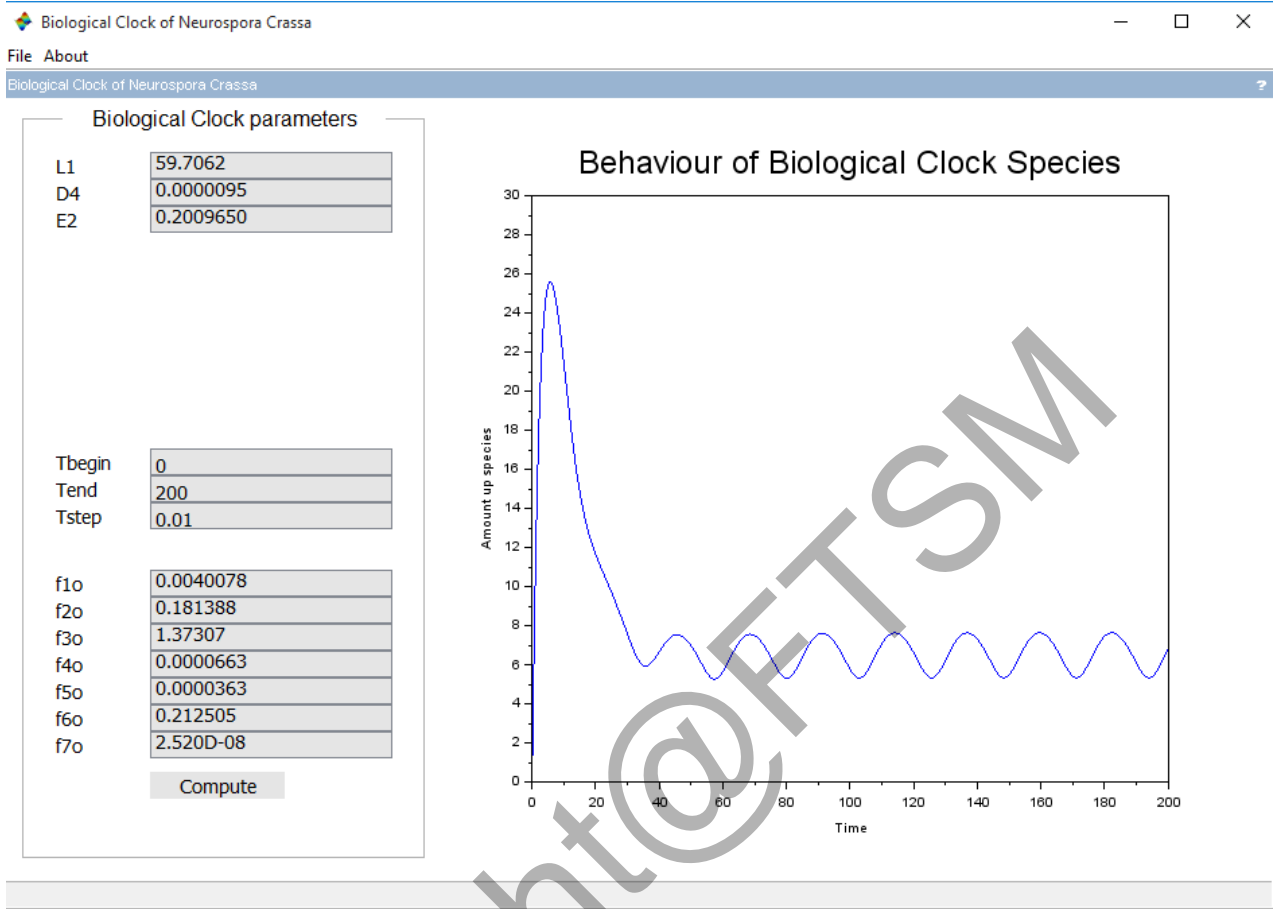 Biological Clock of Neurospora Crassa
File About
Biological Clock of Neurospora Crassa ?
Biological Clock parameters
L1 59.7062
D4 0.0000095
E2 0.2009650
Tbegin 0
Tend 200
Tstep 0.01
f1o 0.0040078
f2o 0.181388
f3o 1.37307
f4o 0.0000663
f5o 0.0000363
f6o 0.212505
f7o 2.520D-08
Compute
Behaviour of Biological Clock Species
30
28
26
24
22
20
18
16
14
12
10
8
6
4
2
0
Amount up species
0 20 40 60 80 100 120 140 160 180 200
Time
ht@FTSM